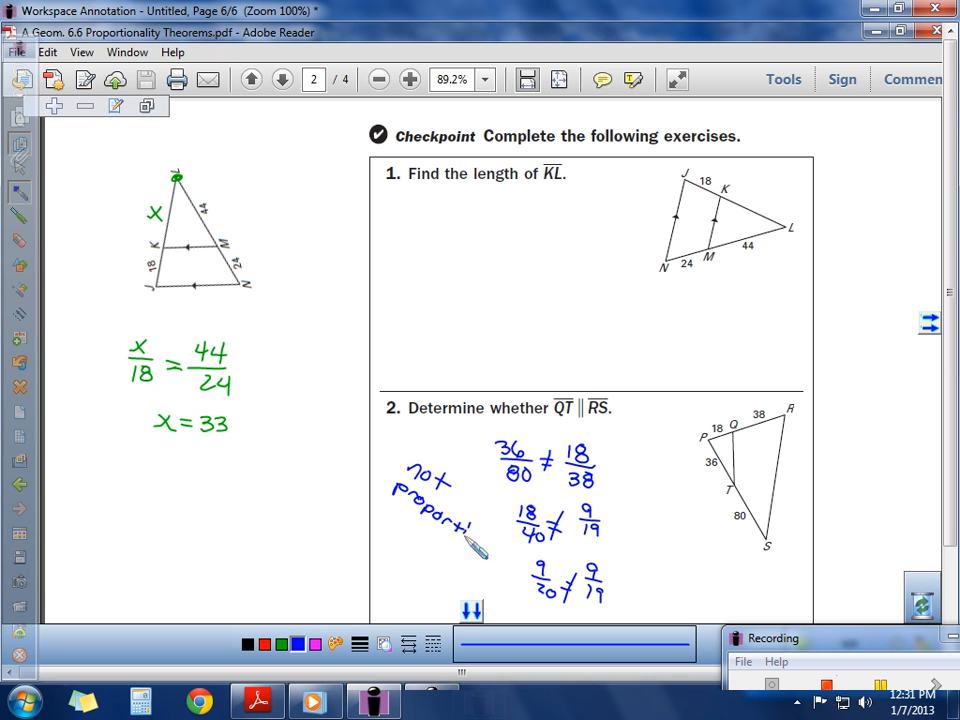 Workspace Annotation - Untitled, Page 6/6 (Zoom 100%) *
A Geom. 6.6 Proportionality Theorems.pdf - Adobe Reader
File Edit View Window Help
2 / 4 89.2% Tools Sign Commen
Checkpoint Complete the following exercises.
1. Find the length of KL.
J 18 K L 44 M 24 N
L x 44 K M 18 24 J N
x/18 = 44/24
x = 33
2. Determine whether QT || RS.
P 18 Q 38 R 36 T 80 S
36/80 ≠ 18/38
not
proporti
18/40 ≠ 9/19
9/20 ≠ 9/19
Recording
File Help
12:31 PM
1/7/2013